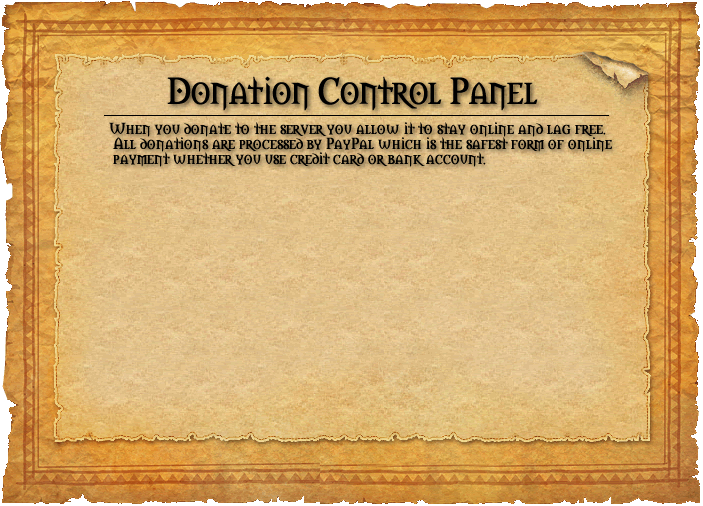 Donation Control Panel
When you donate to the server you allow it to stay online and lag free.
All donations are processed by PayPal which is the safest form of online
payment whether you use credit card or bank account.